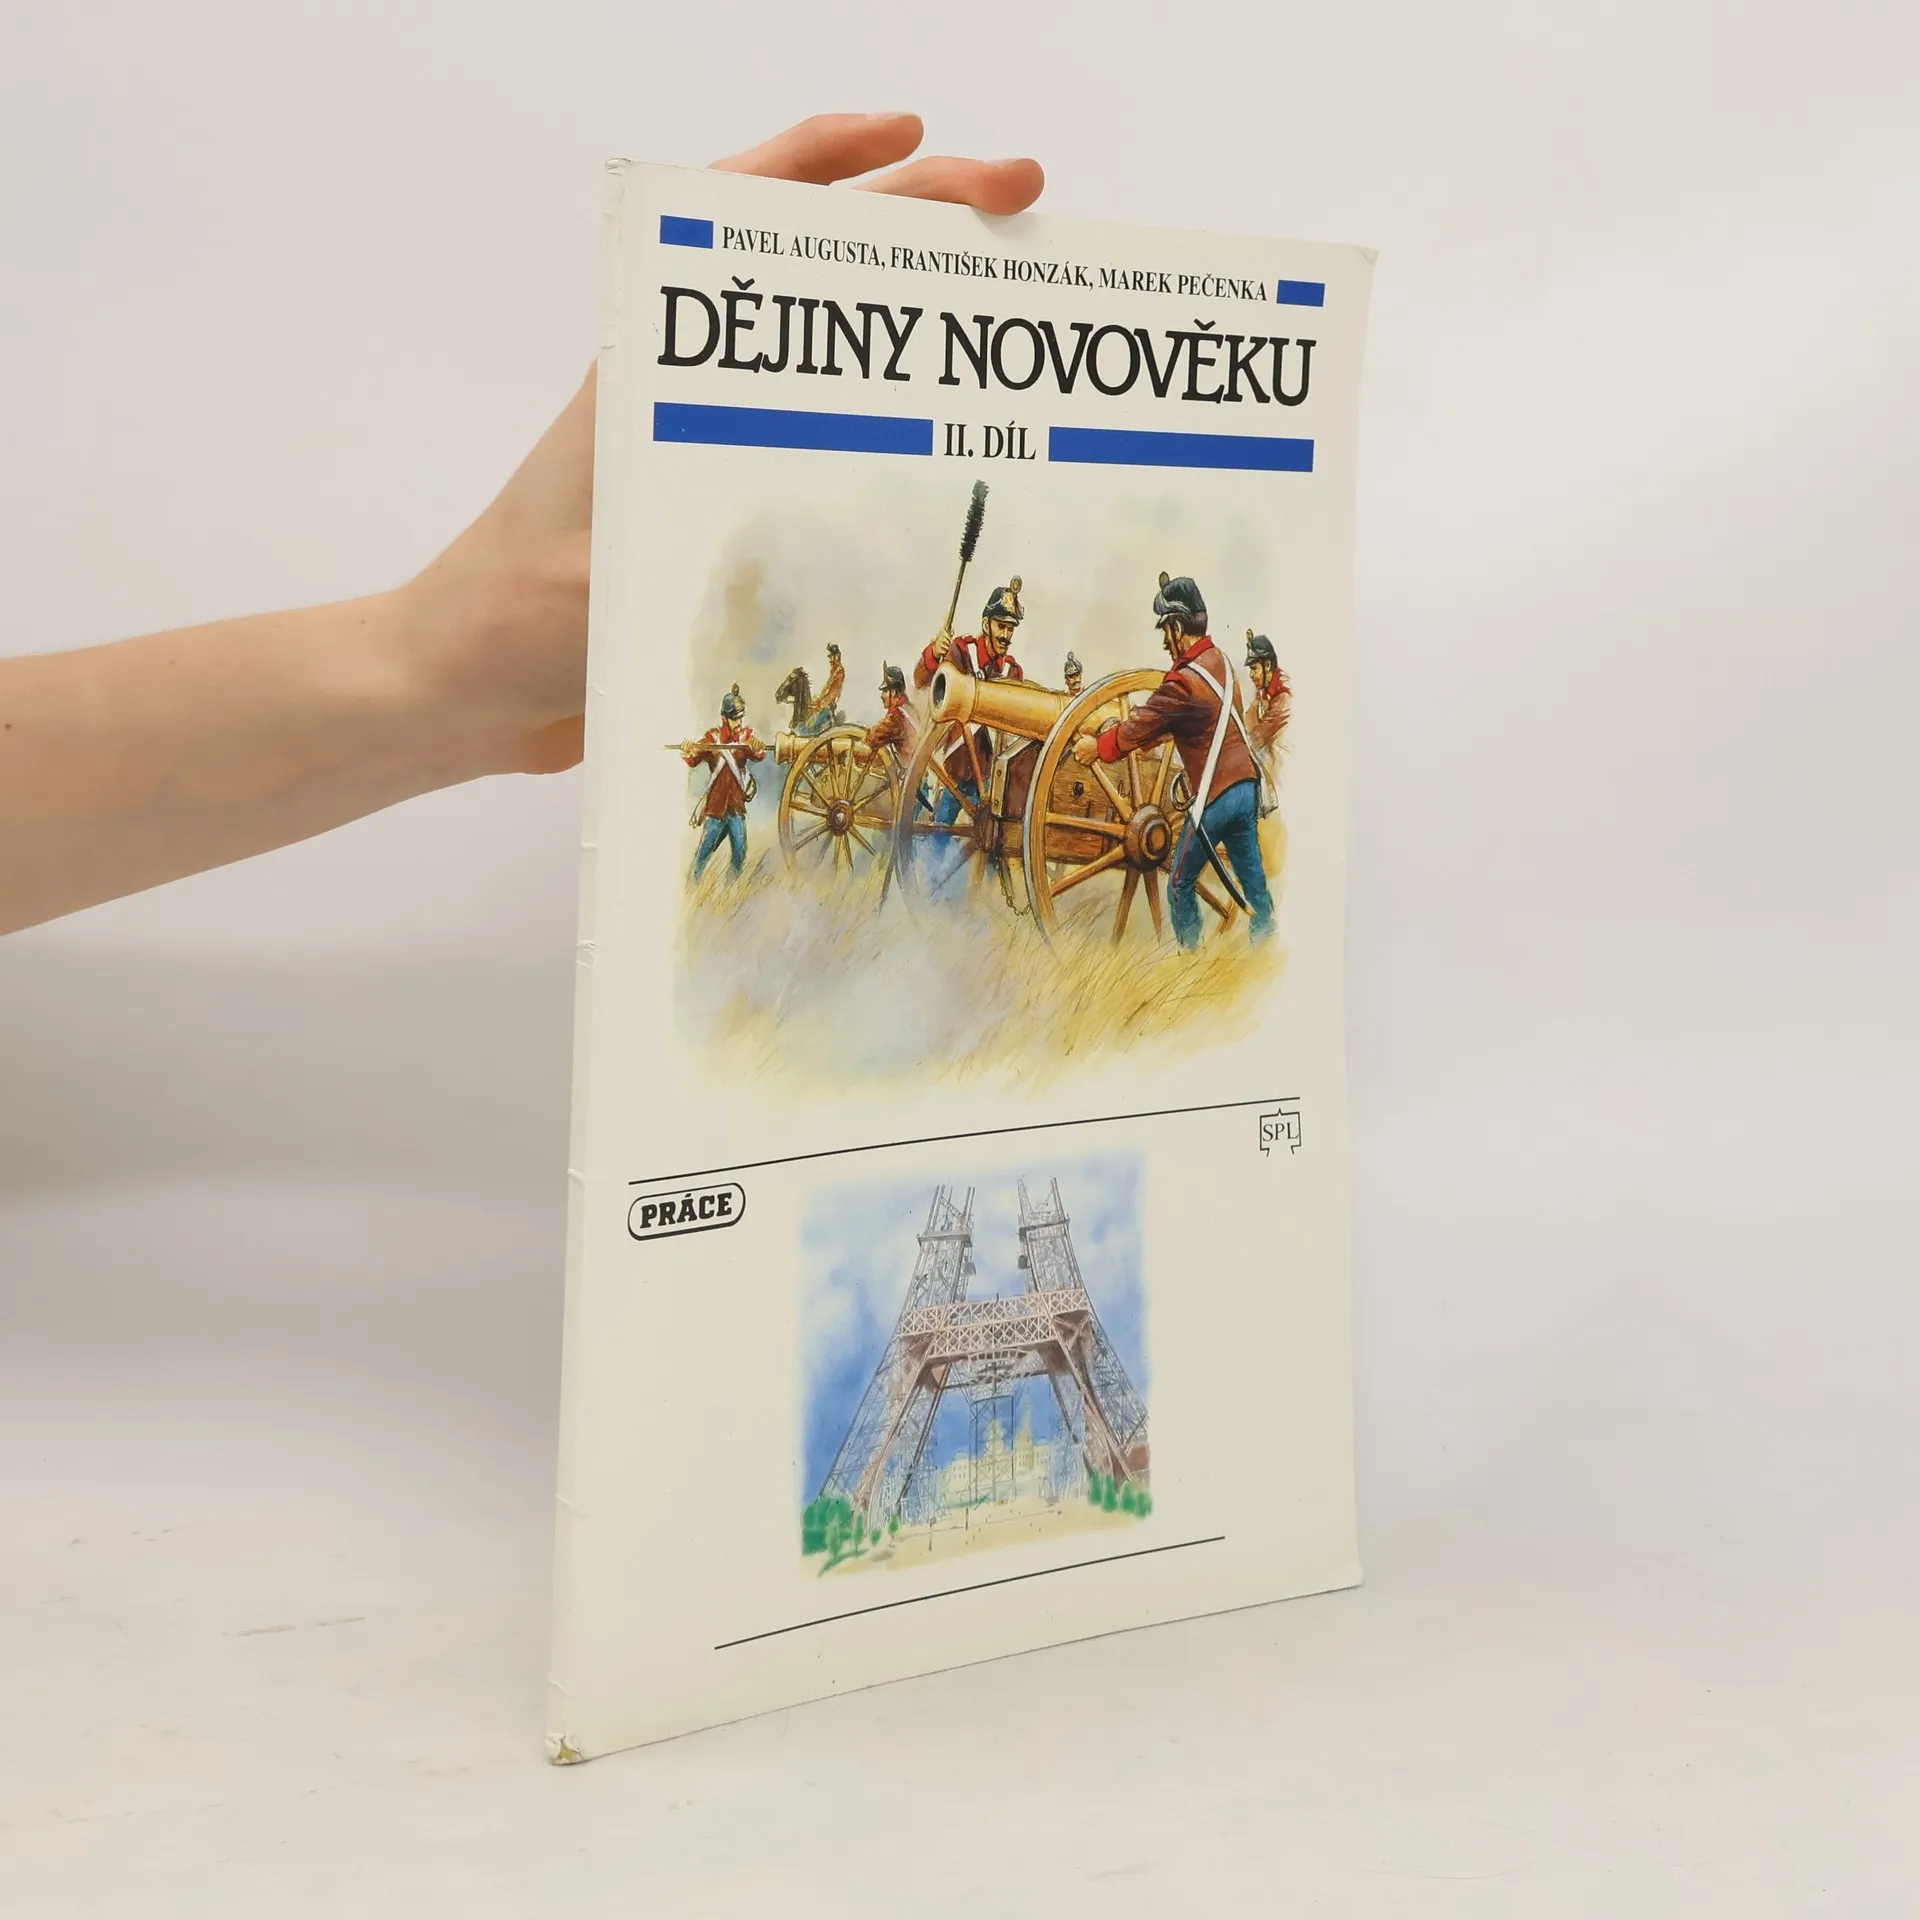 PAVEL AUGUSTA, FRANTIŠEK HONZÁK, MAREK PEČENKA
DĚJINY NOVOVĚKU
II. DÍL
SPL
PRÁCE